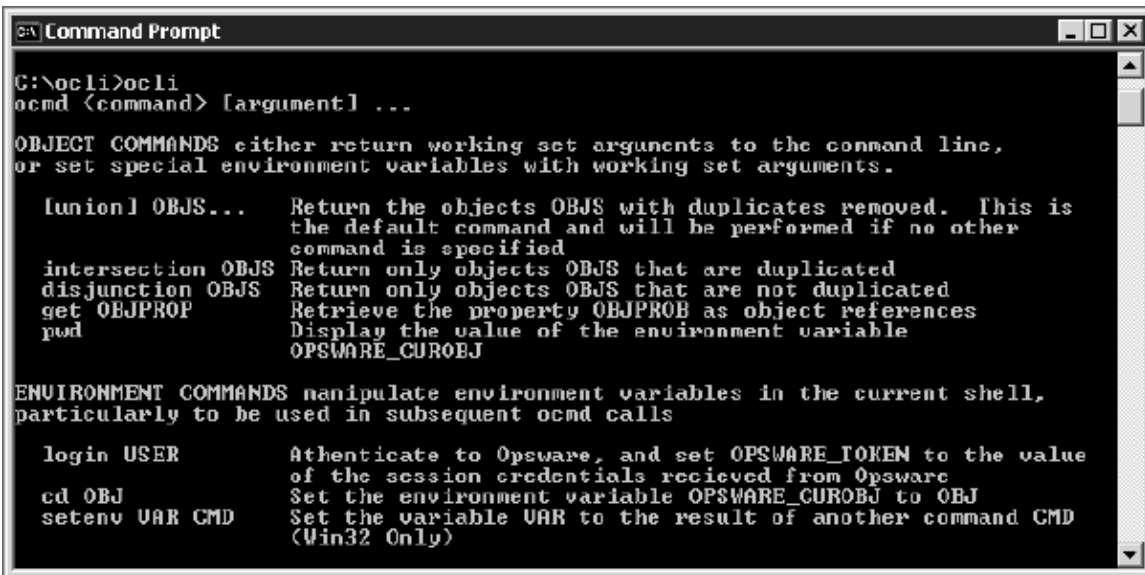 Command Prompt
C:\ocli>ocli
ocmd <command> [argument] ...
OBJECT COMMANDS either return working set arguments to the command line,
or set special environment variables with working set arguments.
[union] OBJS... Return the objects OBJS with duplicates removed. This is
the default command and will be performed if no other
command is specified
intersection OBJS Return only objects OBJS that are duplicated
disjunction OBJS Return only objects OBJS that are not duplicated
get OBJPROP Retrieve the property OBJPROB as object references
pwd Display the value of the environment variable
OPSWARE_CUROBJ
ENVIRONMENT COMMANDS manipulate environment variables in the current shell,
particularly to be used in subsequent ocmd calls
login USER Athenticate to Opsware, and set OPSWARE_TOKEN to the value
of the session credentials recieved from Opsware
cd OBJ Set the environment variable OPSWARE_CUROBJ to OBJ
setenv VAR CMD Set the variable VAR to the result of another command CMD
(Win32 Only)